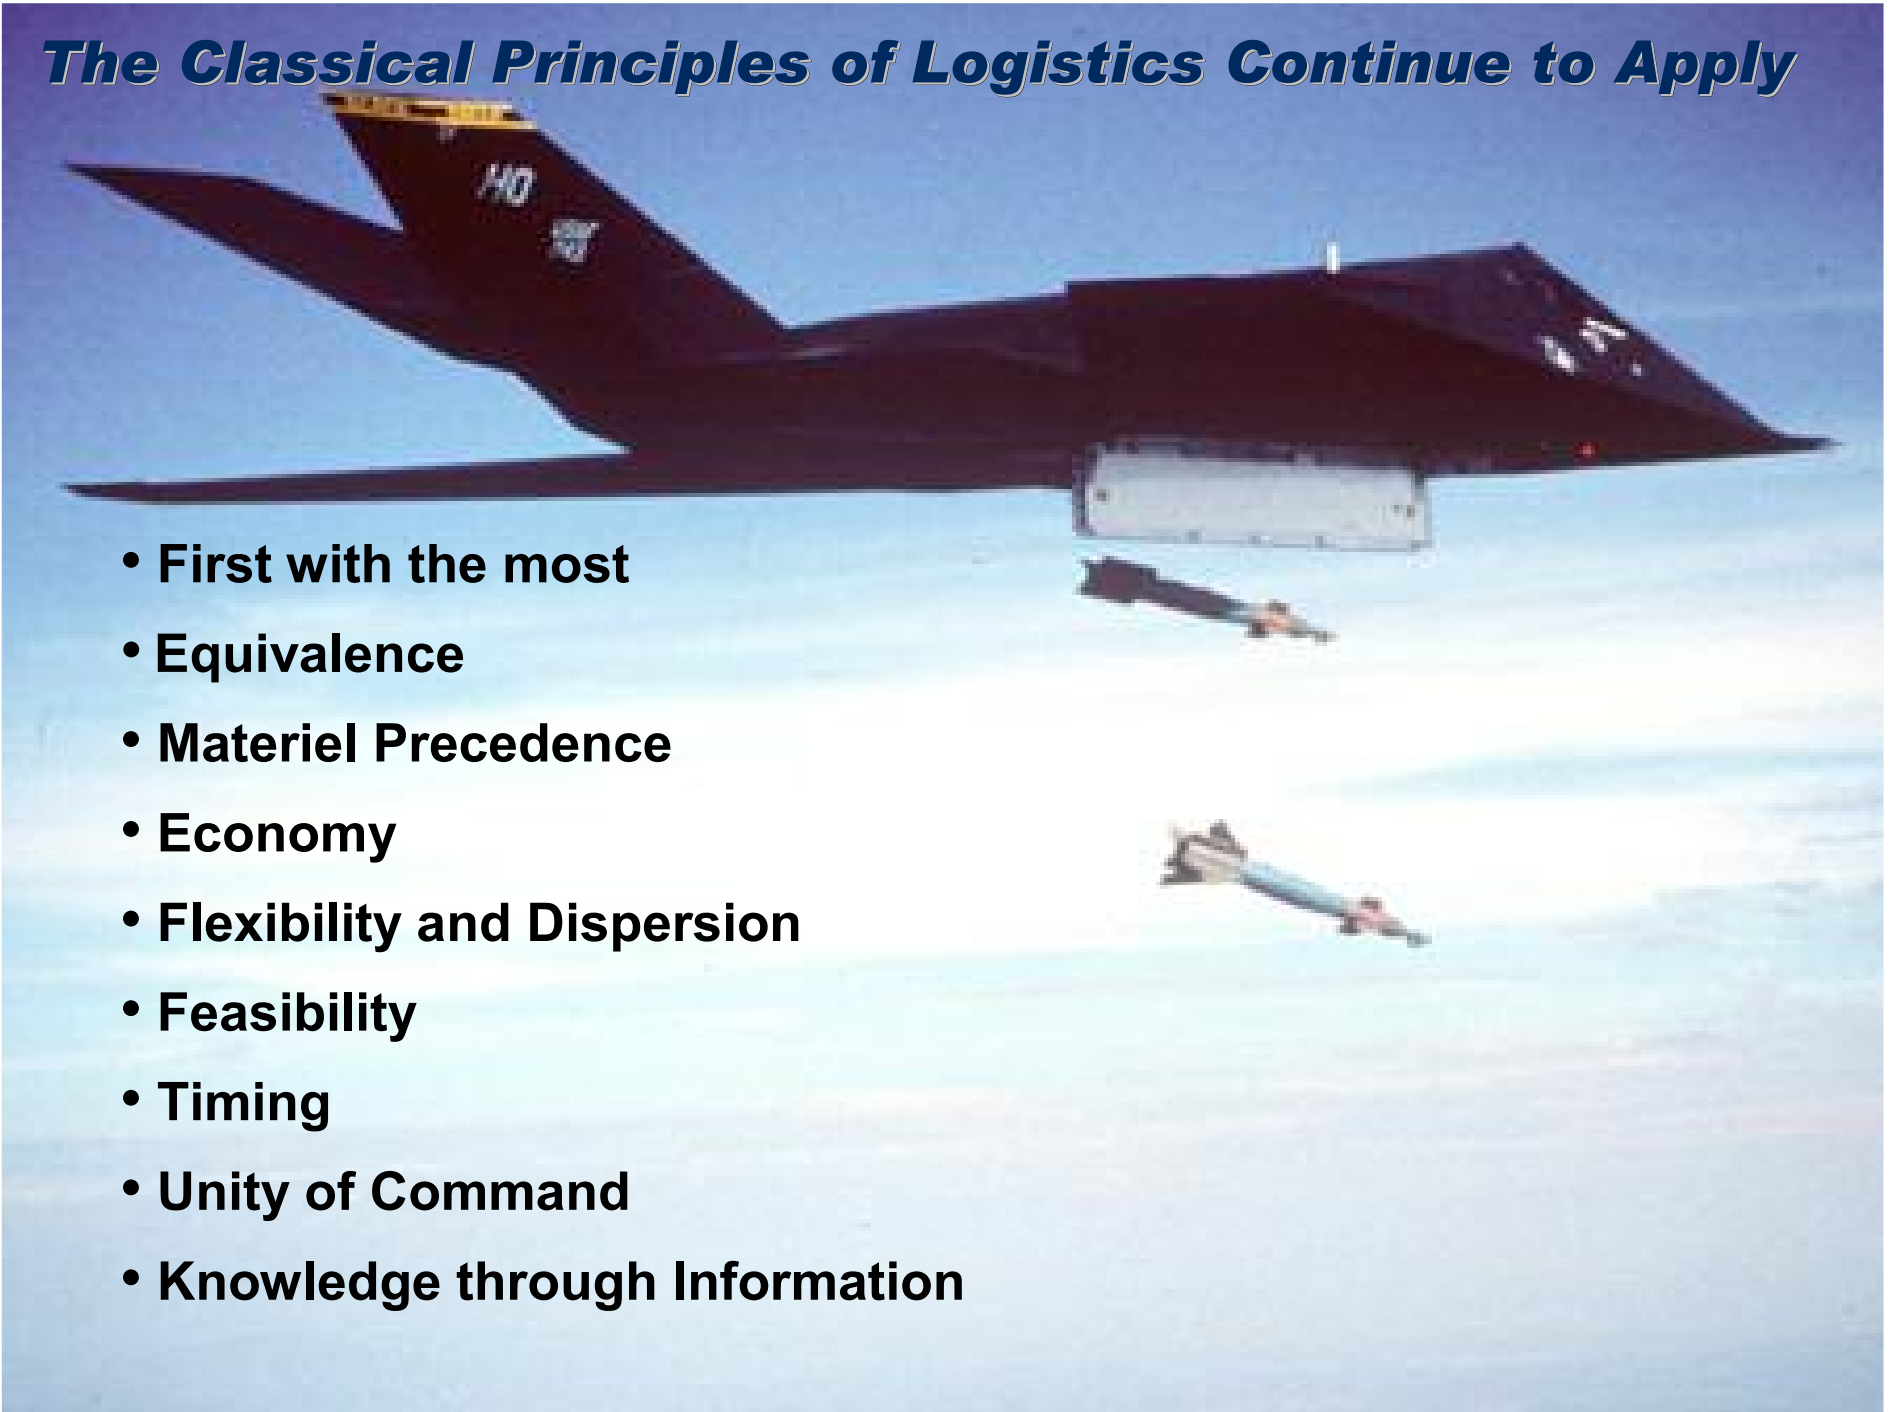 The Classical Principles of Logistics Continue to Apply
HO
• First with the most
• Equivalence
• Materiel Precedence
• Economy
• Flexibility and Dispersion
• Feasibility
• Timing
• Unity of Command
• Knowledge through Information